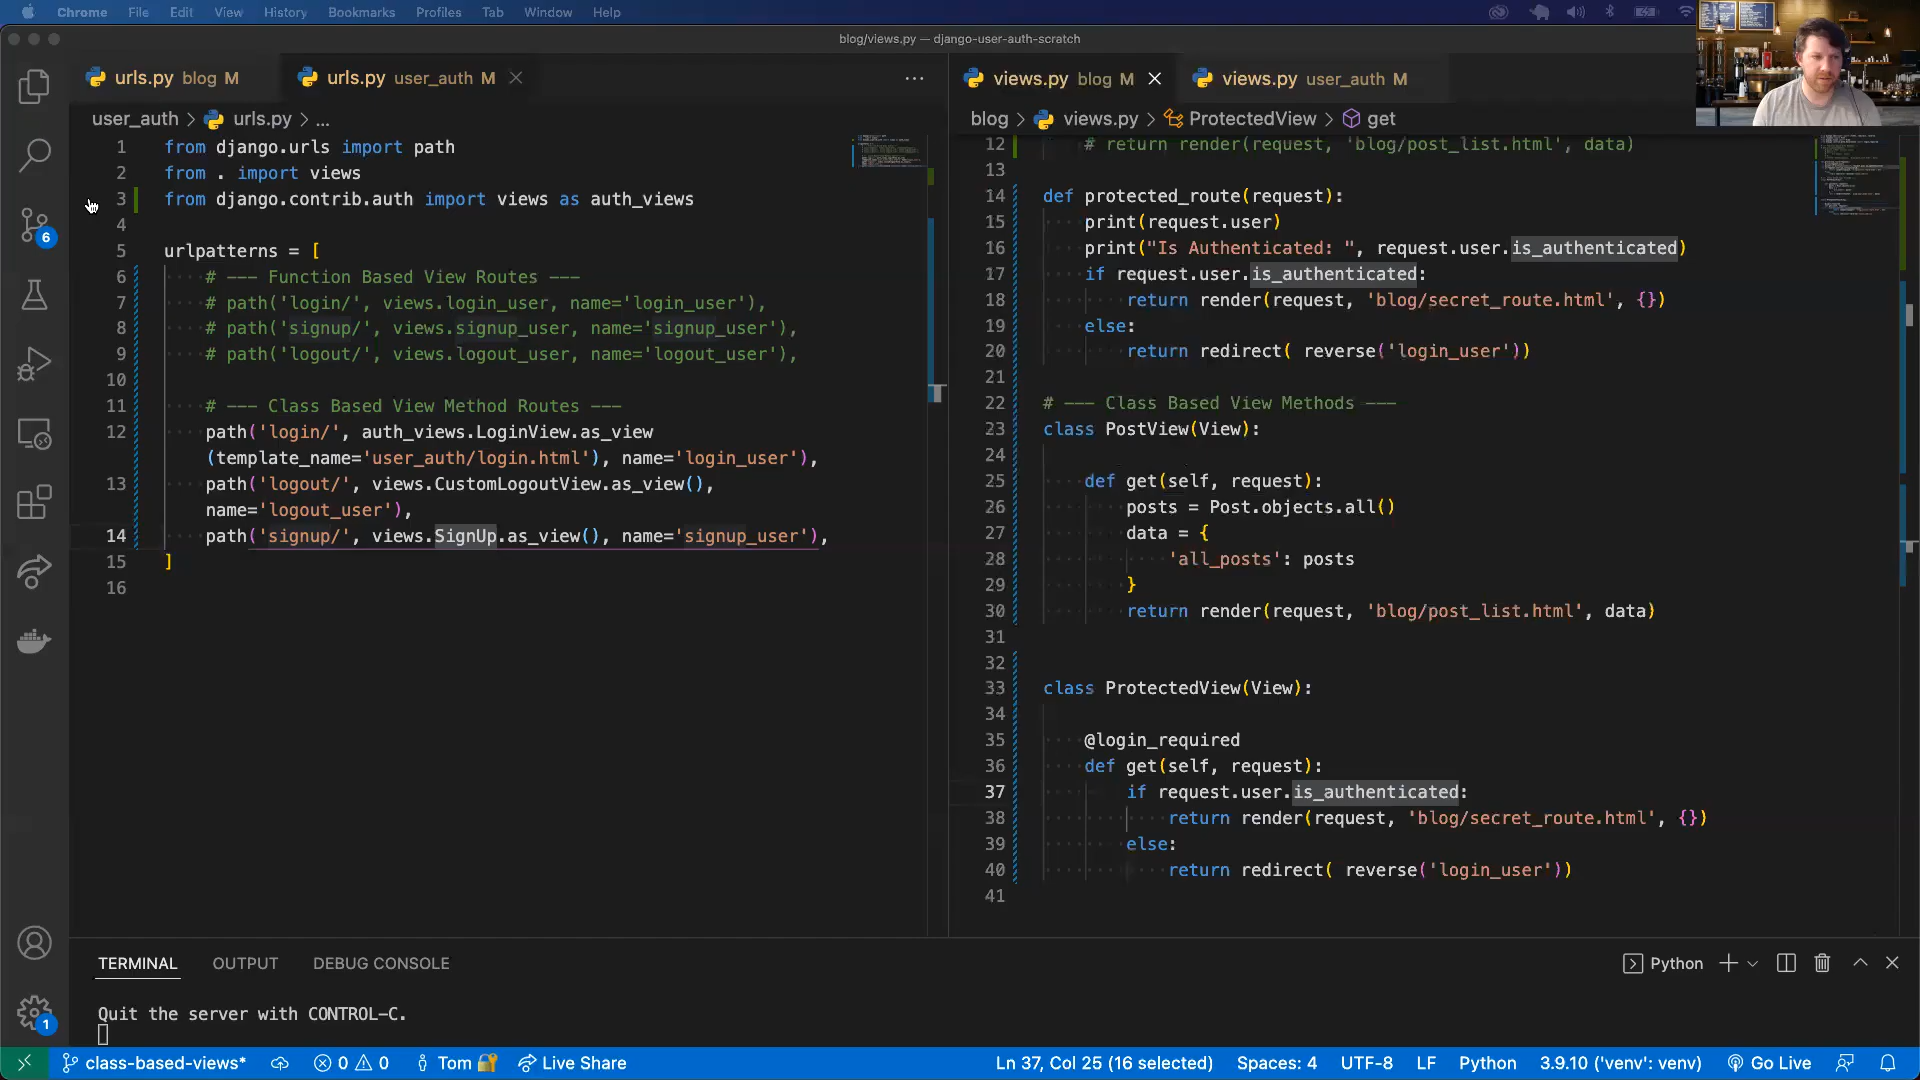 Chrome File Edit View History Bookmarks Profiles Tab Window Help
blog/views.py — django-user-auth-scratch
urls.py blog M
urls.py user_auth M
user_auth > urls.py > ...
1 from django.urls import path
2 from . import views
3 from django.contrib.auth import views as auth_views
4
5 urlpatterns = [
6 # --- Function Based View Routes ---
7 # path('login/', views.login_user, name='login_user'),
8 # path('signup/', views.signup_user, name='signup_user'),
9 # path('logout/', views.logout_user, name='logout_user'),
10
11 # --- Class Based View Method Routes ---
12 path('login/', auth_views.LoginView.as_view
(template_name='user_auth/login.html'), name='login_user'),
13 path('logout/', views.CustomLogoutView.as_view(),
name='logout_user'),
14 path('signup/', views.SignUp.as_view(), name='signup_user'),
15 ]
16
6
1
views.py blog M
views.py user_auth M
blog > views.py > ProtectedView > get
12 # return render(request, 'blog/post_list.html', data)
13
14 def protected_route(request):
15 print(request.user)
16 print("Is Authenticated: ", request.user.is_authenticated)
17 if request.user.is_authenticated:
18 return render(request, 'blog/secret_route.html', {})
19 else:
20 return redirect( reverse('login_user'))
21
22 # --- Class Based View Methods ---
23 class PostView(View):
24
25 def get(self, request):
26 posts = Post.objects.all()
27 data = {
28 'all_posts': posts
29 }
30 return render(request, 'blog/post_list.html', data)
31
32
33 class ProtectedView(View):
34
35 @login_required
36 def get(self, request):
37 if request.user.is_authenticated:
38 return render(request, 'blog/secret_route.html', {})
39 else:
40 return redirect( reverse('login_user'))
41
TERMINAL OUTPUT DEBUG CONSOLE
Python
Quit the server with CONTROL-C.
class-based-views* 0 0 Tom Live Share
Ln 37, Col 25 (16 selected) Spaces: 4 UTF-8 LF Python 3.9.10 ('venv': venv) Go Live